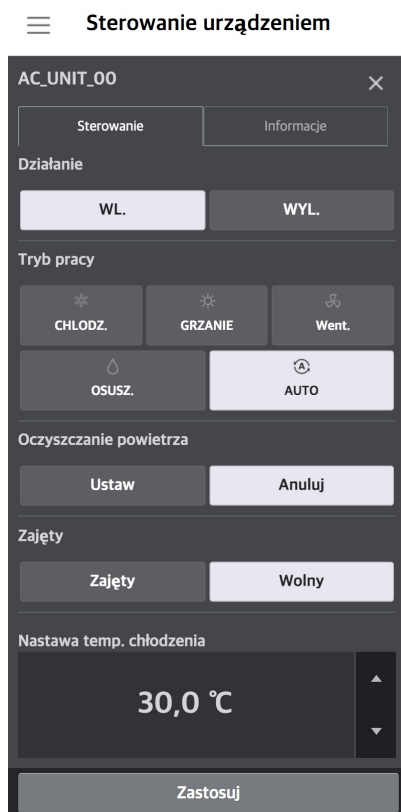 Sterowanie urządzeniem
AC_UNIT_00
Sterowanie Informacje
Działanie
WL. WYL.
Tryb pracy
CHLODZ. GRZANIE Went.
OSUSZ. AUTO
Oczyszczanie powietrza
Ustaw Anuluj
Zajęty
Zajęty Wolny
Nastawa temp. chłodzenia
30,0 ℃
Zastosuj